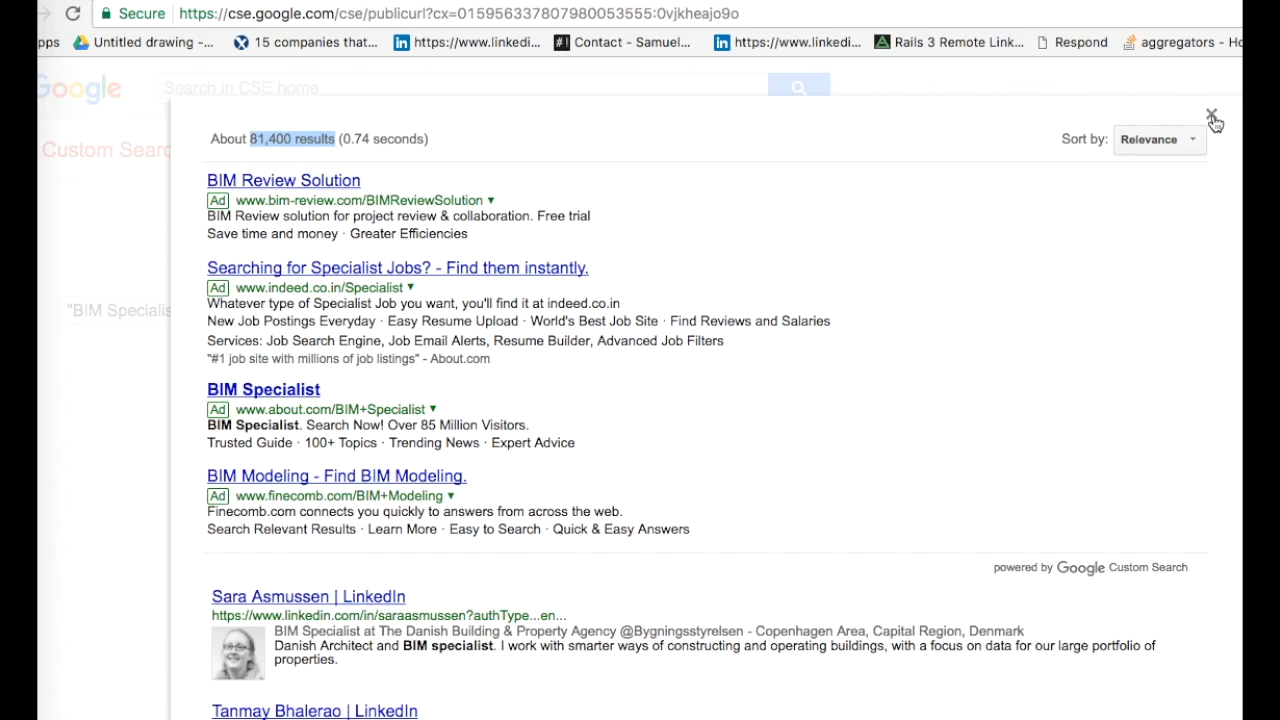 Secure https://cse.google.com/cse/publicurl?cx=015956337807980053555:0vjkheajo9o
pps Untitled drawing -... 15 companies that... https://www.linkedi... Contact - Samuel... https://www.linkedi... Rails 3 Remote Link... Respond aggregators - Ho
Google Search in CSE home
Custom Searc
About 81,400 results (0.74 seconds) Sort by: Relevance
BIM Review Solution
Ad www.bim-review.com/BIMReviewSolution ▼
BIM Review solution for project review & collaboration. Free trial
Save time and money · Greater Efficiencies
Searching for Specialist Jobs? - Find them instantly.
Ad www.indeed.co.in/Specialist ▼
Whatever type of Specialist Job you want, you'll find it at indeed.co.in
New Job Postings Everyday · Easy Resume Upload · World's Best Job Site · Find Reviews and Salaries
"BIM Specialis
Services: Job Search Engine, Job Email Alerts, Resume Builder, Advanced Job Filters
"#1 job site with millions of job listings" - About.com
BIM Specialist
Ad www.about.com/BIM+Specialist ▼
BIM Specialist. Search Now! Over 85 Million Visitors.
Trusted Guide · 100+ Topics · Trending News · Expert Advice
BIM Modeling - Find BIM Modeling.
Ad www.finecomb.com/BIM+Modeling ▼
Finecomb.com connects you quickly to answers from across the web.
Search Relevant Results · Learn More · Easy to Search · Quick & Easy Answers
powered by Google Custom Search
Sara Asmussen | LinkedIn
https://www.linkedin.com/in/saraasmussen?authType...en...
BIM Specialist at The Danish Building & Property Agency @Bygningsstyrelsen - Copenhagen Area, Capital Region, Denmark
Danish Architect and BIM specialist. I work with smarter ways of constructing and operating buildings, with a focus on data for our large portfolio of
properties.
Tanmay Bhalerao | LinkedIn